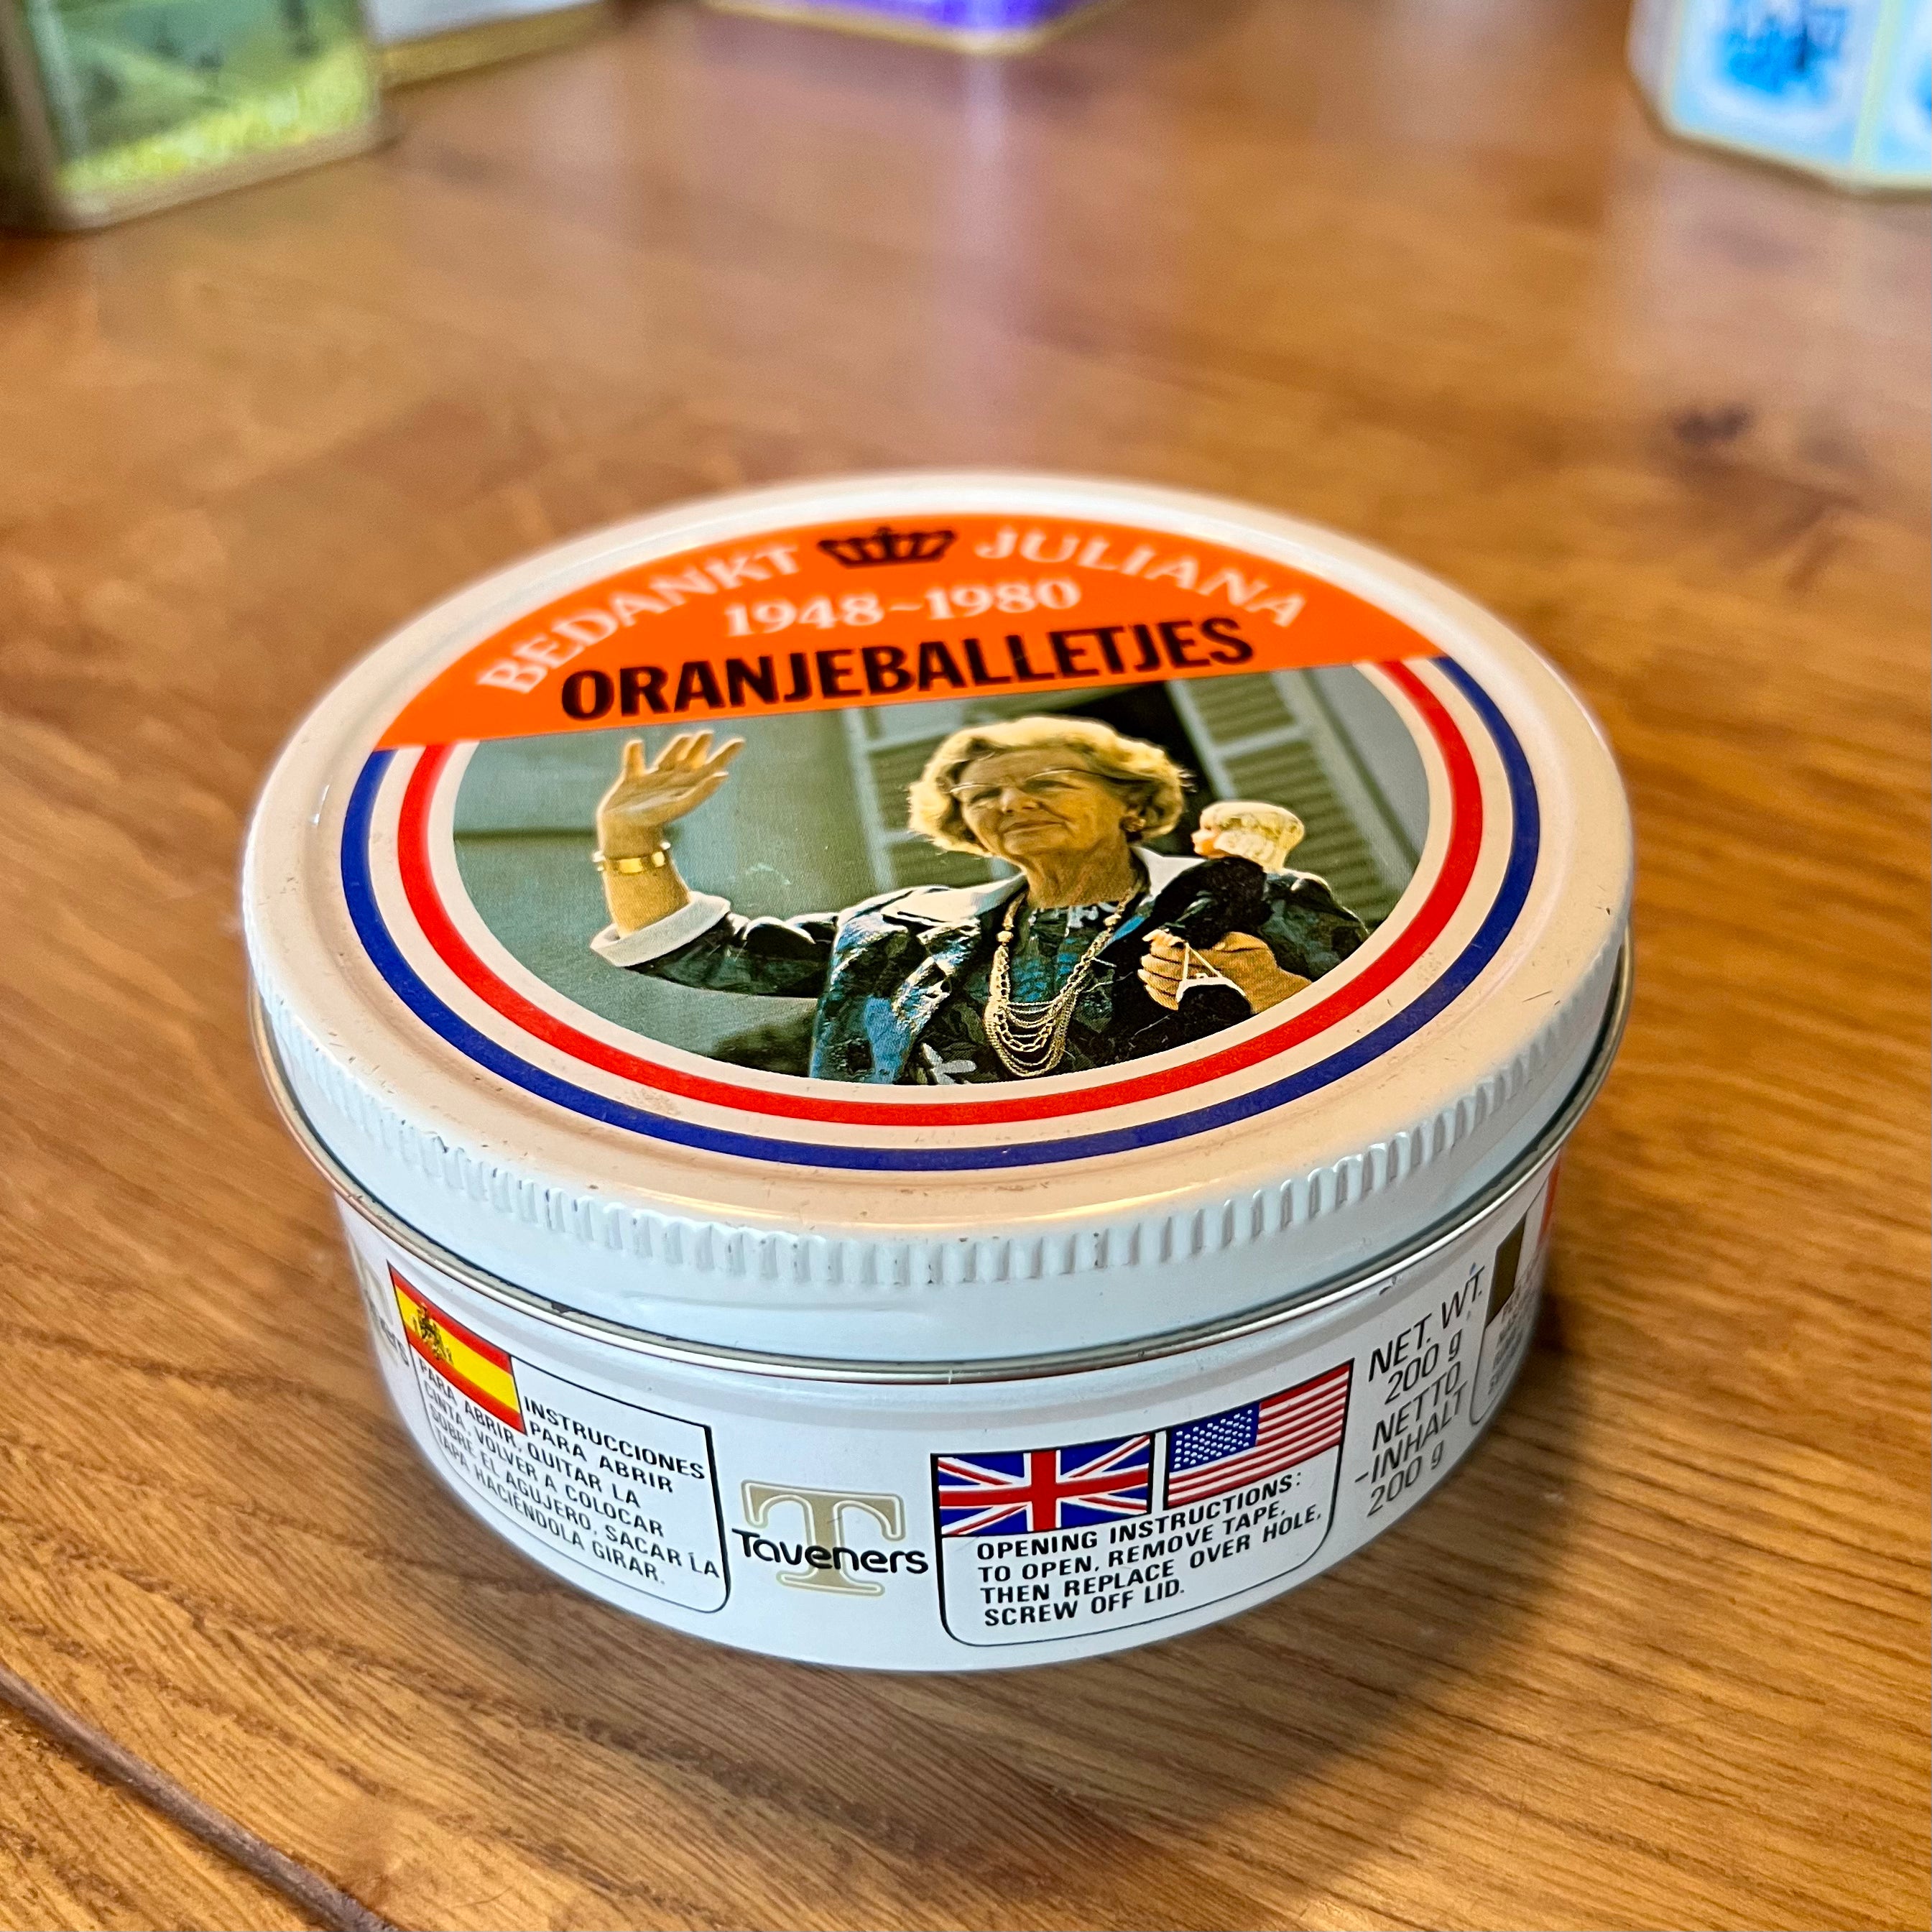 BEDANKT JULIANA
1948~1980
ORANJEBALLETJES
INSTRUCCIONES
PARA ABRIR
PARA ABRIR, QUITAR LA
CINTA, VOLVER A COLOCAR
SOBRE EL AGUJERO, SACAR LA
TAPA HACIÉNDOLA GIRAR.
Taveners
OPENING INSTRUCTIONS:
TO OPEN, REMOVE TAPE,
THEN REPLACE OVER HOLE,
SCREW OFF LID.
NET. WT.
200 g
NETTO
-INHALT
200 g